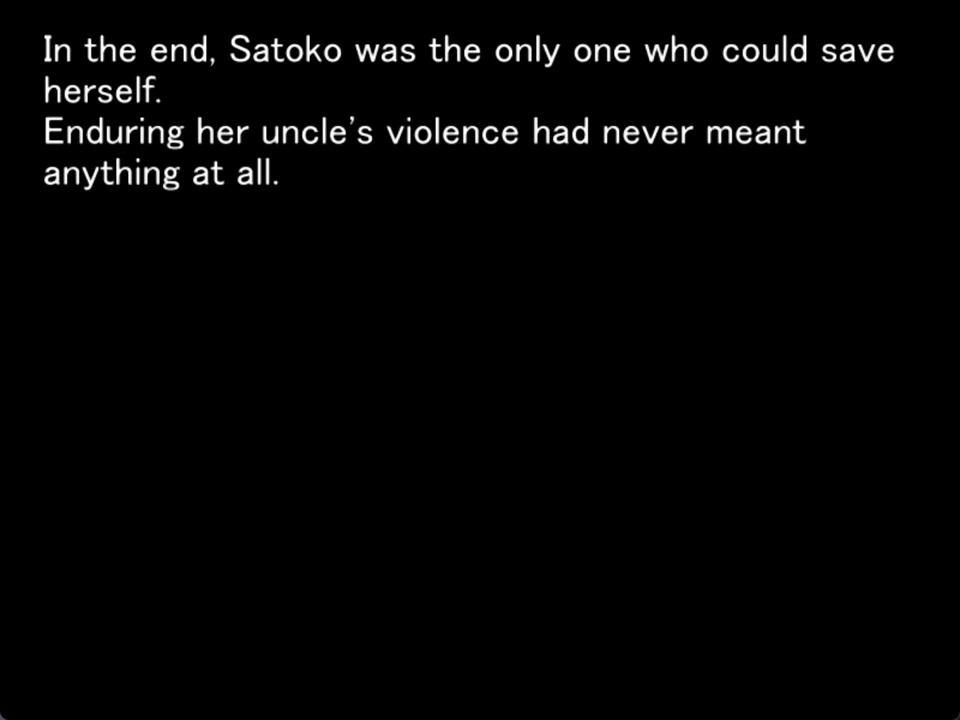 In the end, Satoko was the only one who could save
herself.
Enduring her uncle's violence had never meant
anything at all.